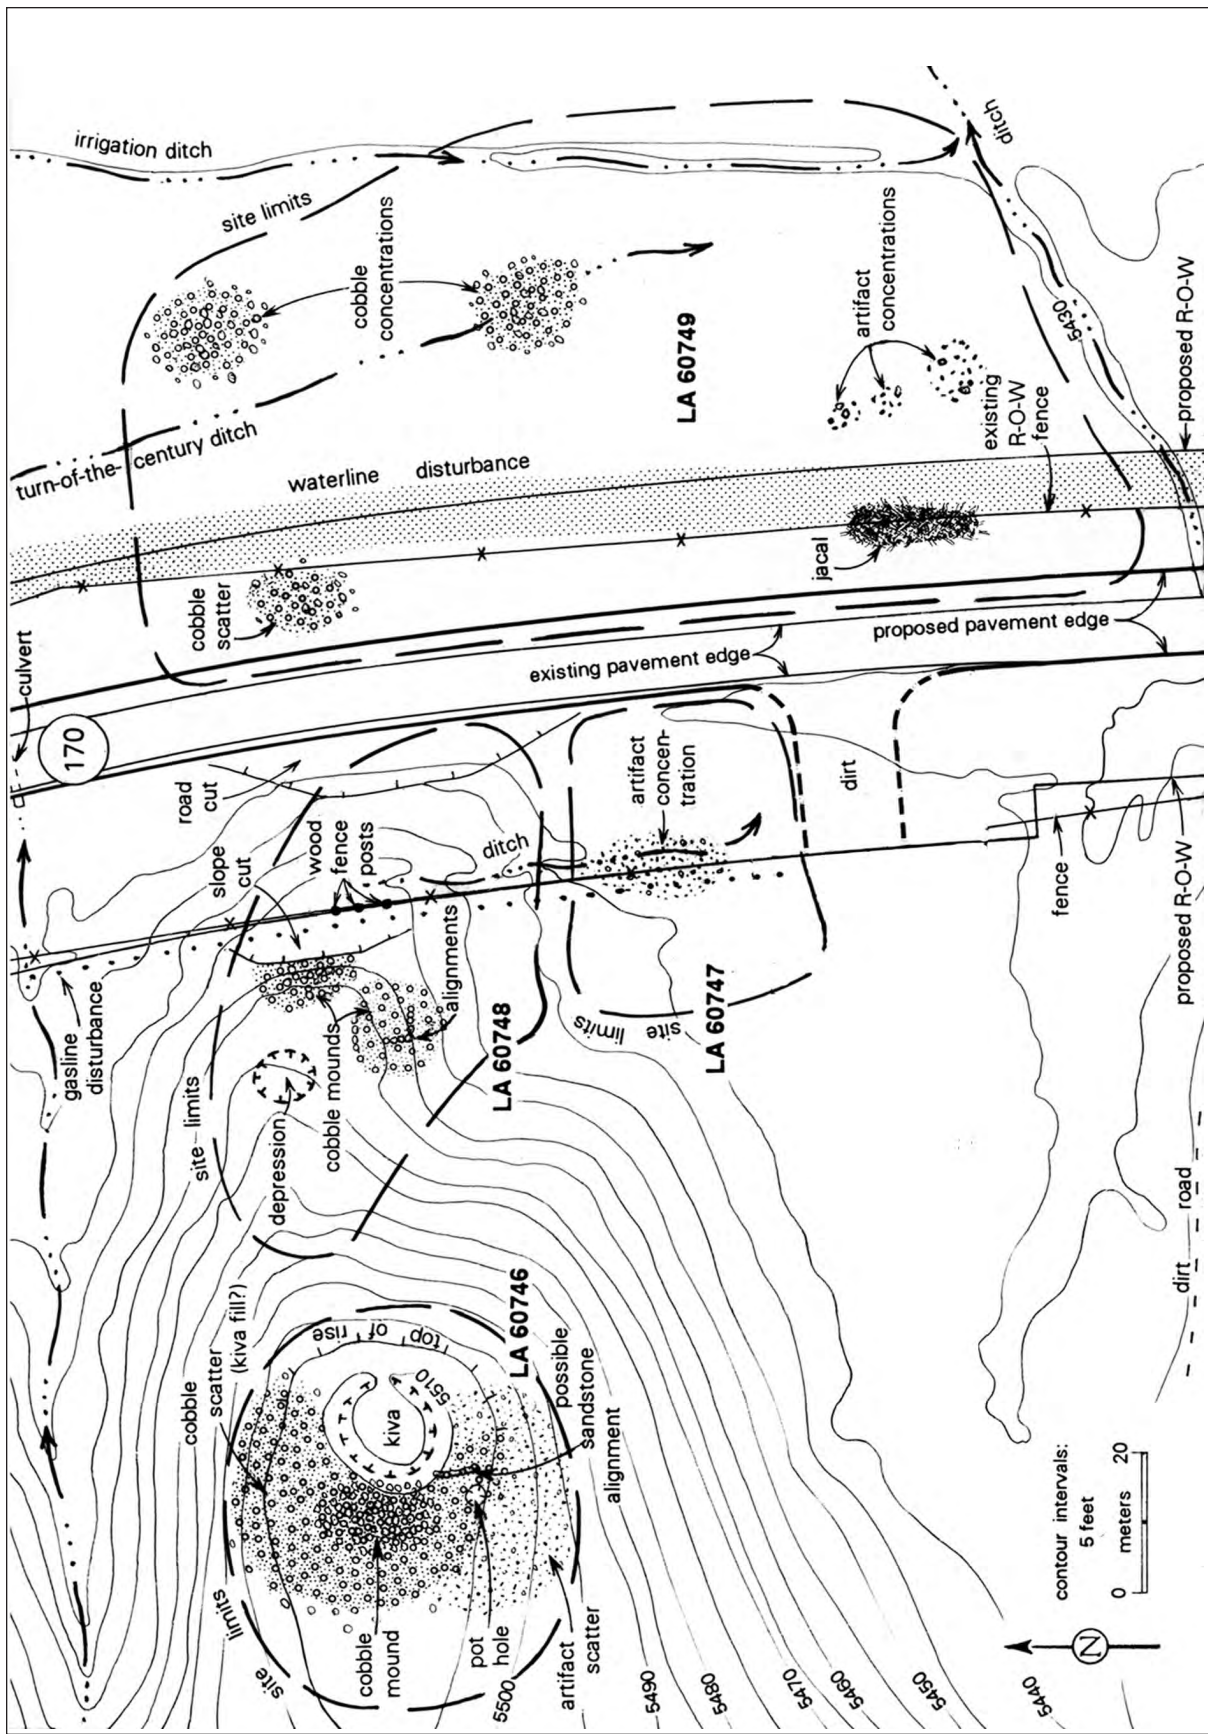 irrigation ditch
site limits
cobble
concentrations
ditch
artifact
concentrations
LA 60749
5430
proposed R-O-W
existing
R-O-W
fence
turn-of-the-century ditch
waterline disturbance
cobble
scatter
jacal
culvert
170
existing pavement edge
proposed pavement edge
road
cut
slope
cut
wood
fence
posts
ditch
artifact
concen-
tration
dirt
fence
proposed R-O-W
gasline
disturbance
alignments
site limits
depression
cobble mounds
LA 60748
site
limits
LA 60747
dirt road
cobble
scatter
(kiva fill?)
top of rise
LA 60746
5510
kiva
possible
sandstone
alignment
site
limits
cobble
mound
pot
hole
artifact
scatter
5500
5490
5480
5470
5460
5450
5440
contour intervals:
5 feet
0 20
meters
N